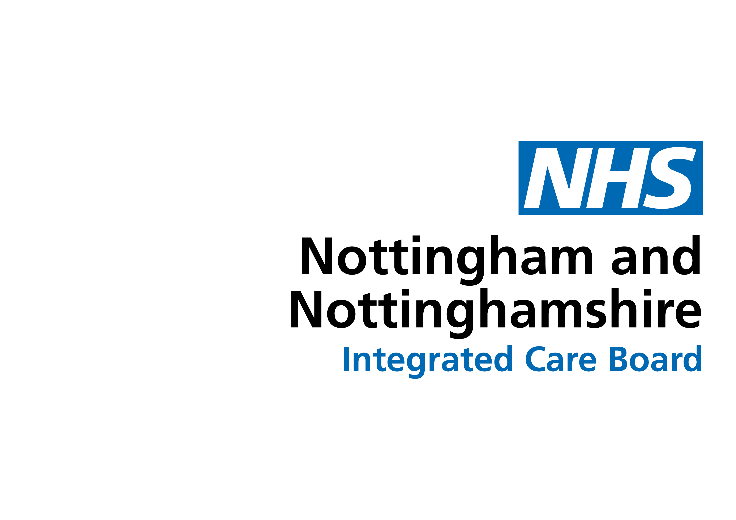 NHS
Nottingham and
Nottinghamshire
Integrated Care Board